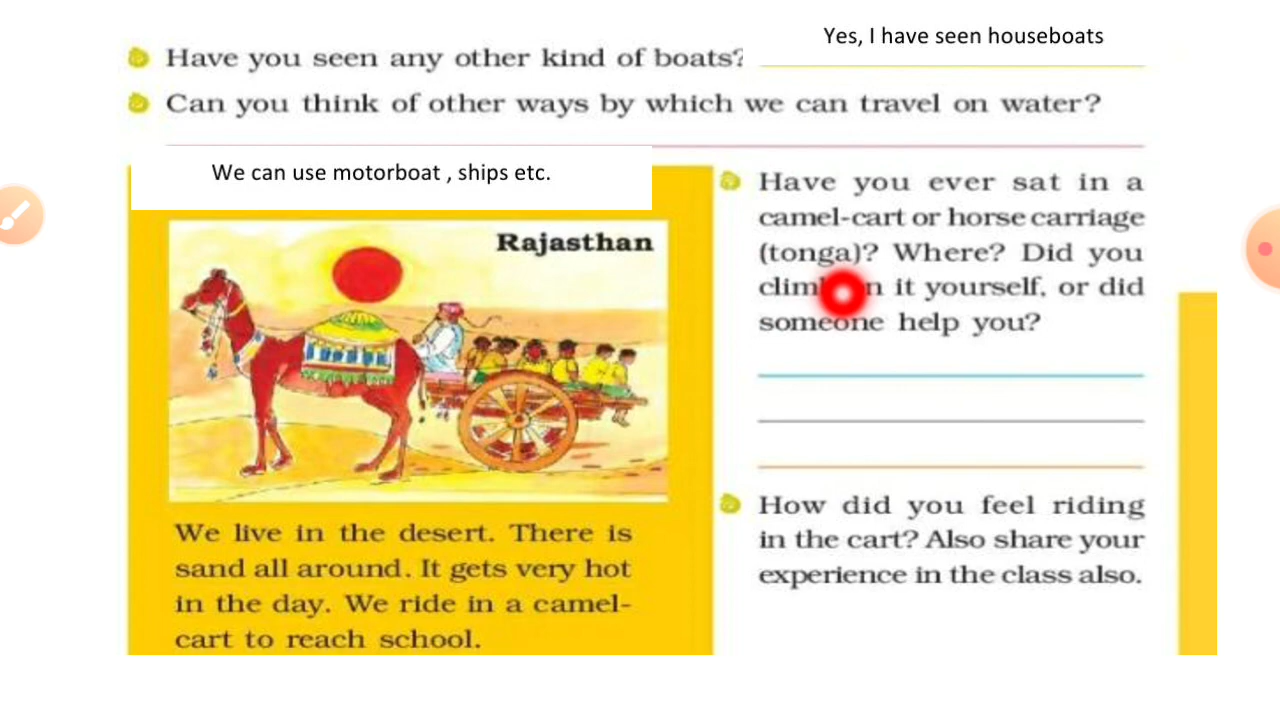 Yes, I have seen houseboats
Have you seen any other kind of boats?
Can you think of other ways by which we can travel on water?
We can use motorboat , ships etc.
Rajasthan
We live in the desert. There is
sand all around. It gets very hot
in the day. We ride in a camel-
cart to reach school.
Have you ever sat in a
camel-cart or horse carriage
(tonga)? Where? Did you
it yourself, or did
someone help you?
How did you feel riding
in the cart? Also share your
experience in the class also.